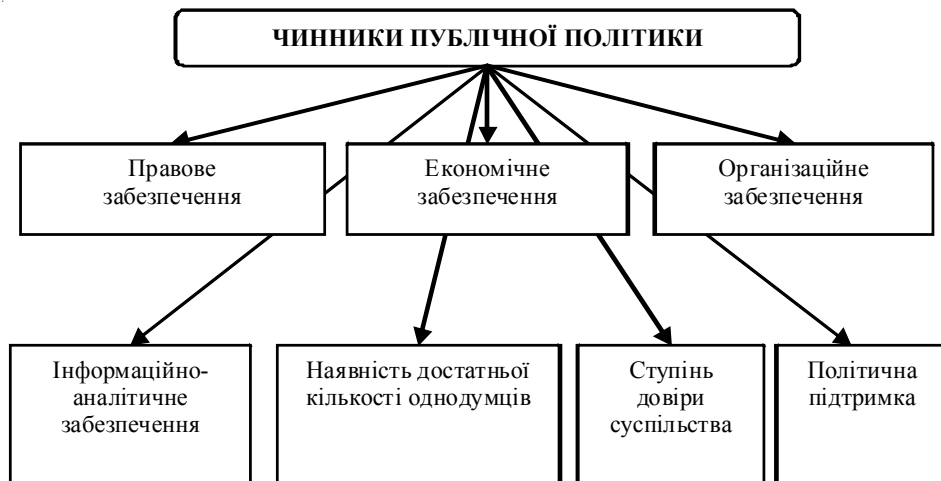 ЧИННИКИ ПУБЛІЧНОЇ ПОЛІТИКИ
Правове
забезпечення
Економічне
забезпечення
Організаційне
забезпечення
Інформаційно-
аналітичне
забезпечення
Наявність достатньої
кількості однодумців
Ступінь
довіри
суспільства
Політична
підтримка